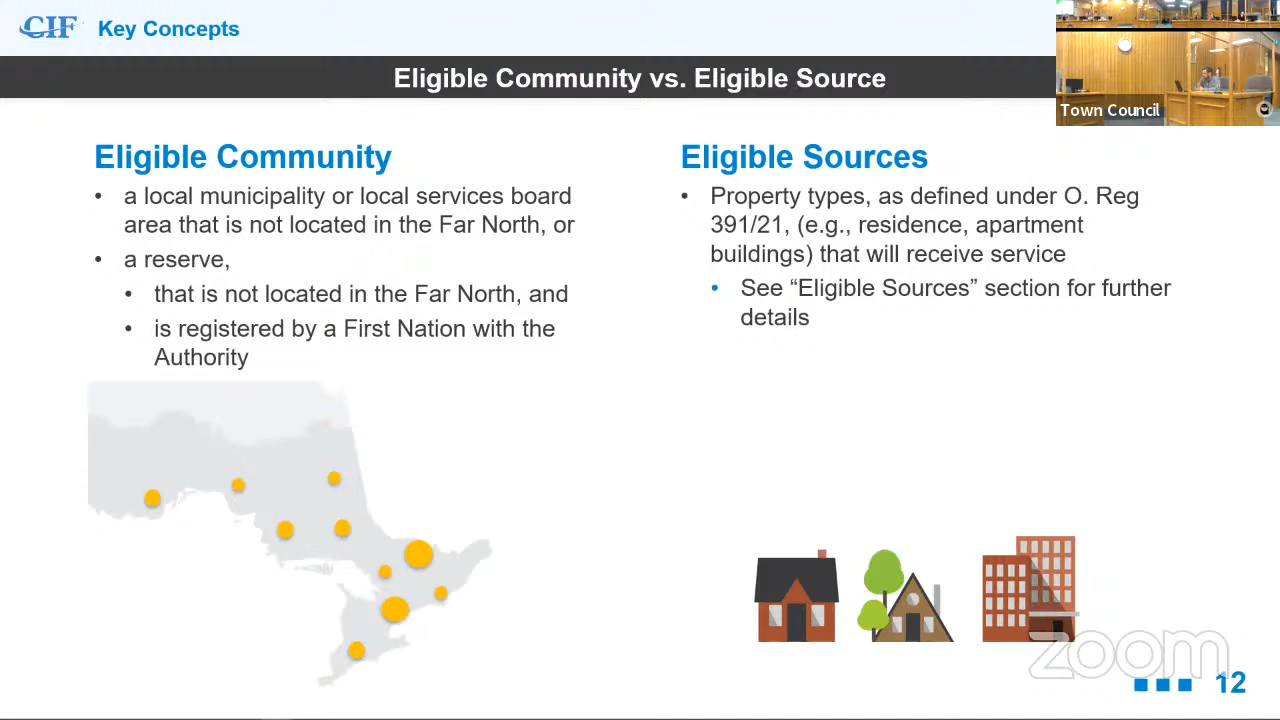 CIF
Key Concepts
Eligible Community vs. Eligible Source
Town Council
Eligible Community
• a local municipality or local services board
area that is not located in the Far North, or
• a reserve,
• that is not located in the Far North, and
• is registered by a First Nation with the
Authority
Eligible Sources
• Property types, as defined under O. Reg
391/21, (e.g., residence, apartment
buildings) that will receive service
• See “Eligible Sources” section for further
details
zoom
12